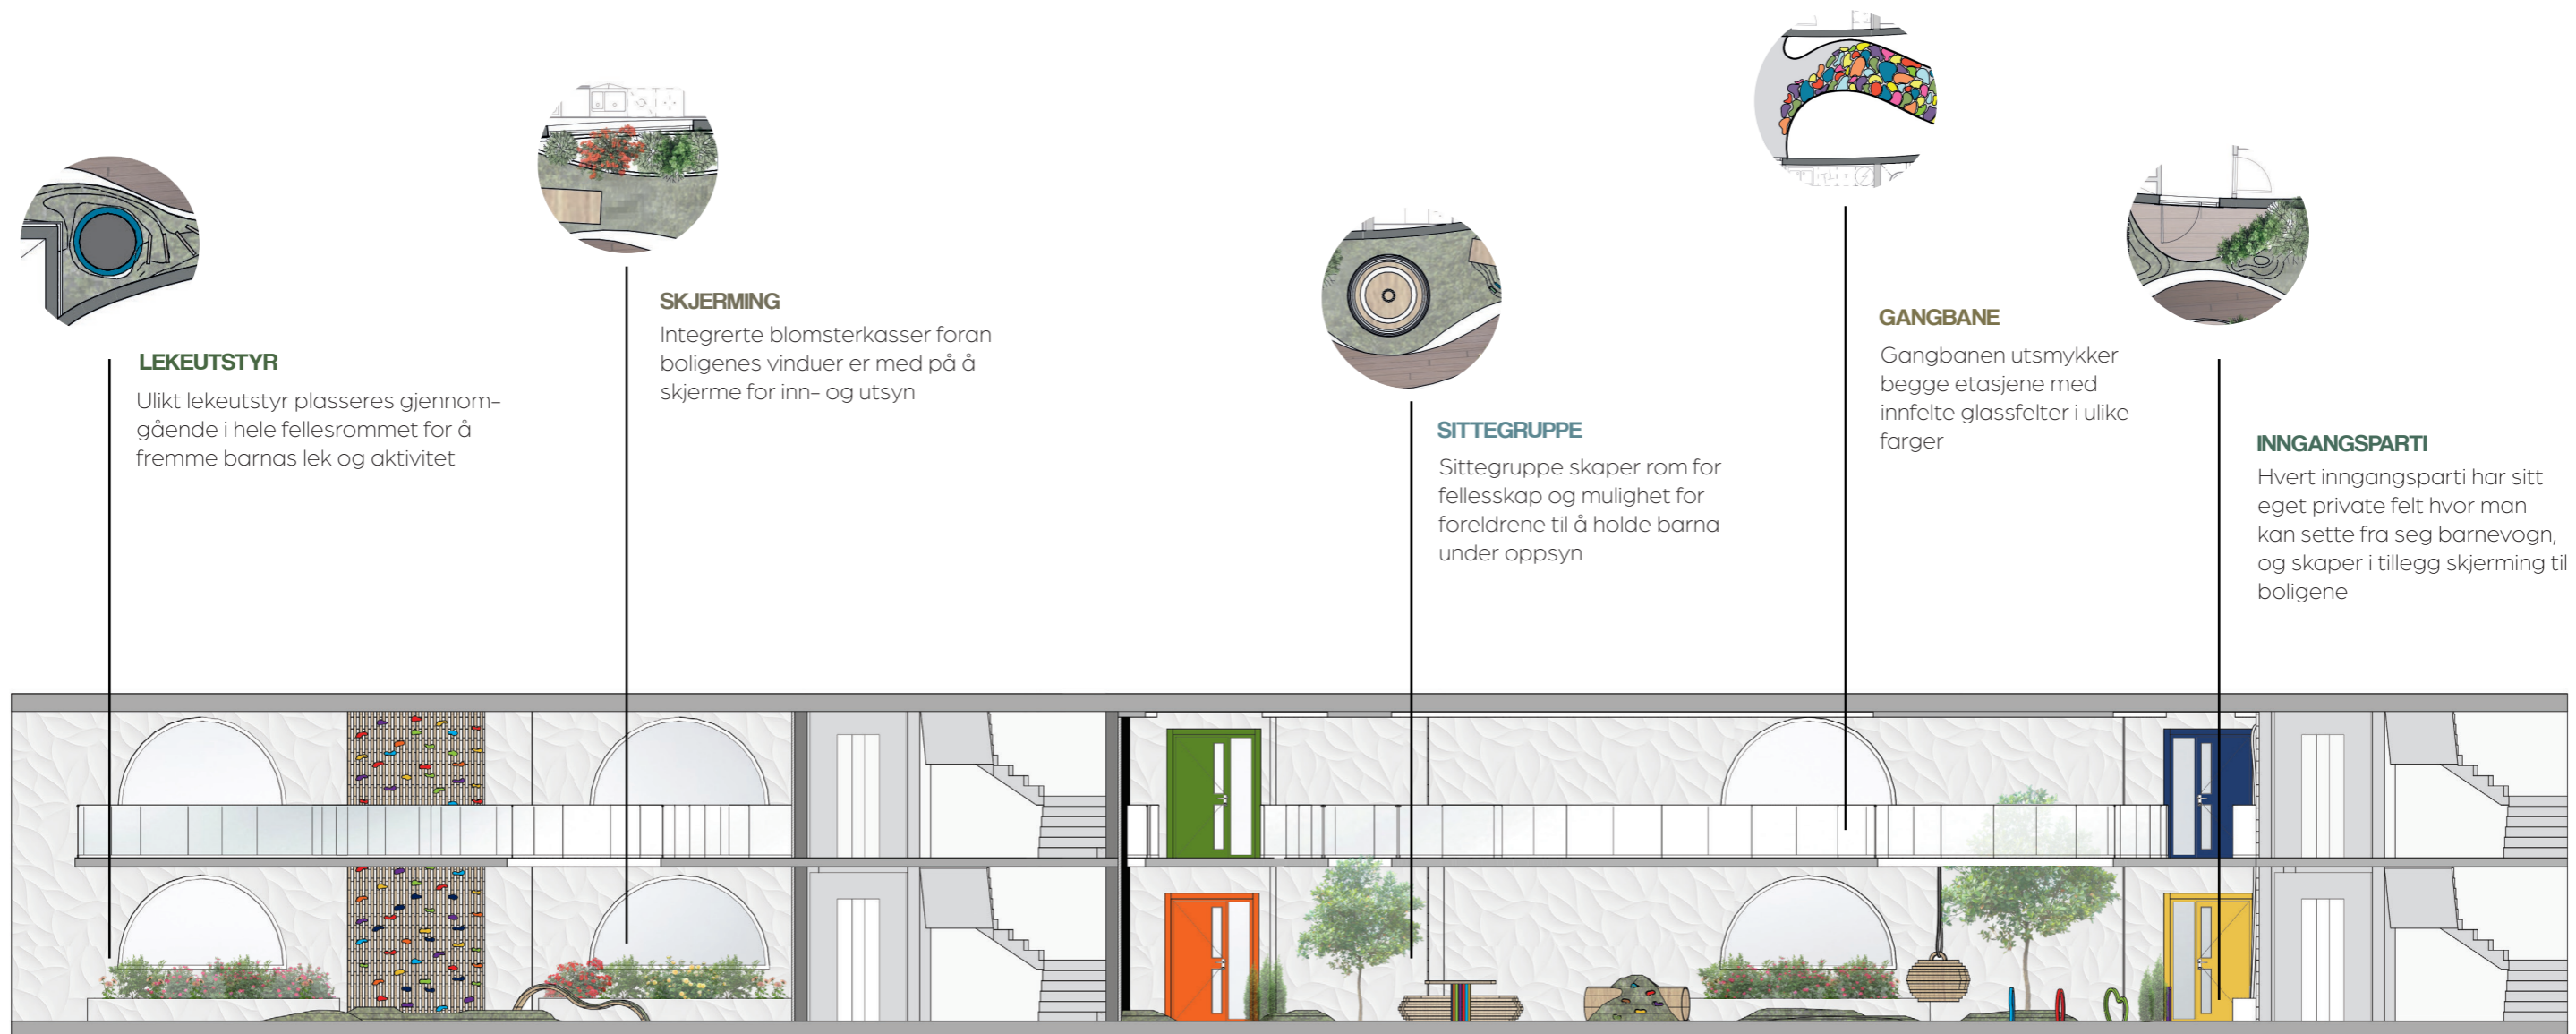 LEKEUTSTYR
Ulikt lekeutstyr plasseres gjennom-
gående i hele fellesrommet for å
fremme barnas lek og aktivitet
SKJERMING
Integrerte blomsterkasser foran
boligenes vinduer er med på å
skjerme for inn- og utsyn
SITTEGRUPPE
Sittegruppe skaper rom for
fellesskap og mulighet for
foreldrene til å holde barna
under oppsyn
GANGBANE
Gangbanen utsmykker
begge etasjene med
innfelte glassfelter i ulike
farger
INNGANGSPARTI
Hvert inngangsparti har sitt
eget private felt hvor man
kan sette fra seg barnevogn,
og skaper i tillegg skjerming til
boligene